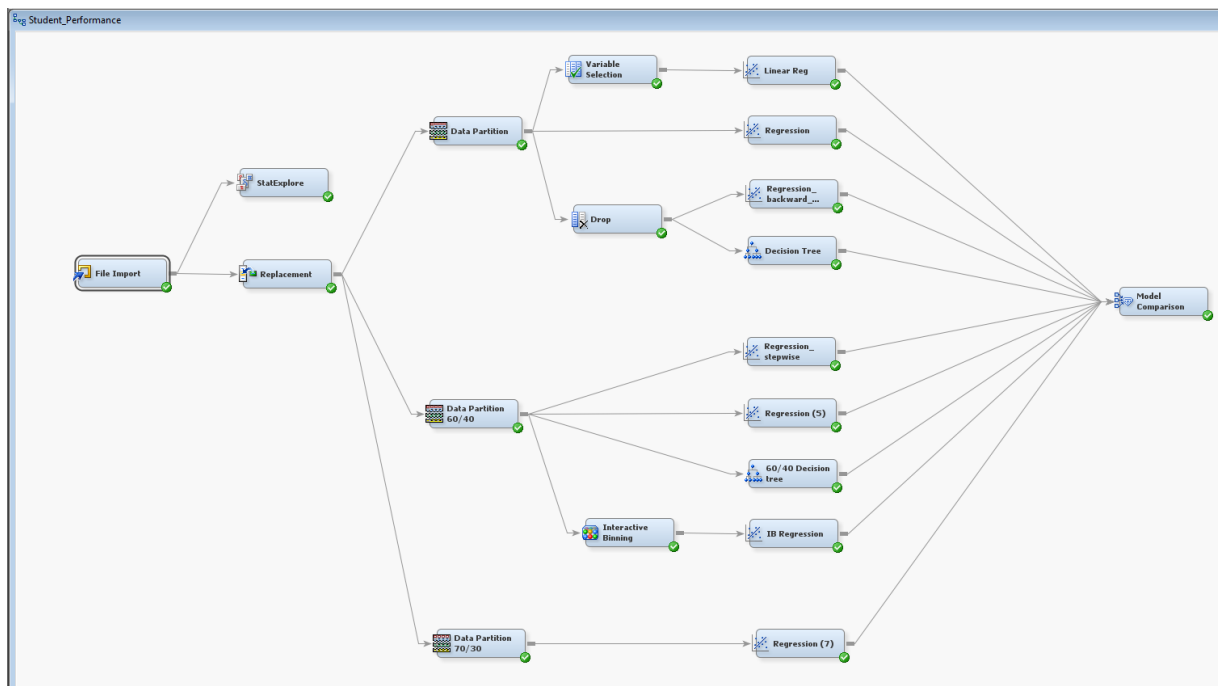 Student_Performance
Variable
Selection
Linear Reg
Data Partition
Regression
StatExplore
Regression_
backward_...
Drop
Decision Tree
File Import
Replacement
Model
Comparison
Regression_
stepwise
Data Partition
60/40
Regression (5)
60/40 Decision
tree
Interactive
Binning
IB Regression
Data Partition
70/30
Regression (7)